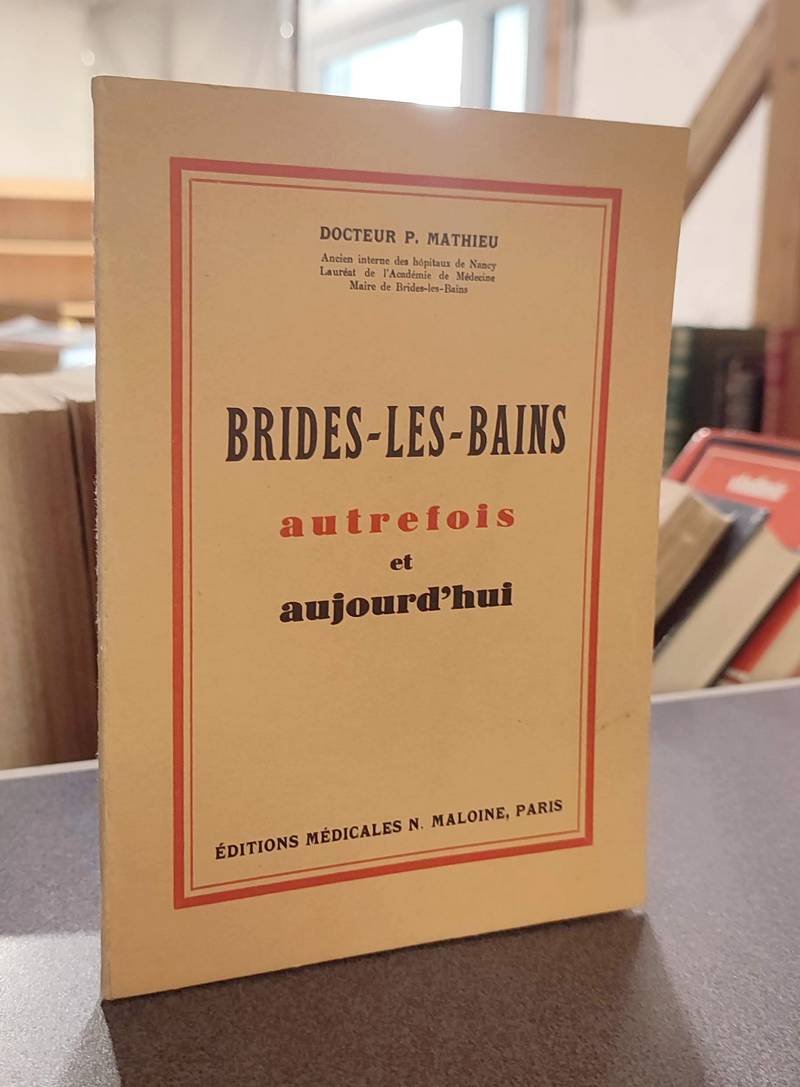 DOCTEUR P. MATHIEU
Ancien interne des hôpitaux de Nancy
Lauréat de l'Académie de Médecine
Maire de Brides-les-Bains
BRIDES-LES-BAINS
autrefois
et
aujourd'hui
ÉDITIONS MÉDICALES N. MALOINE, PARIS